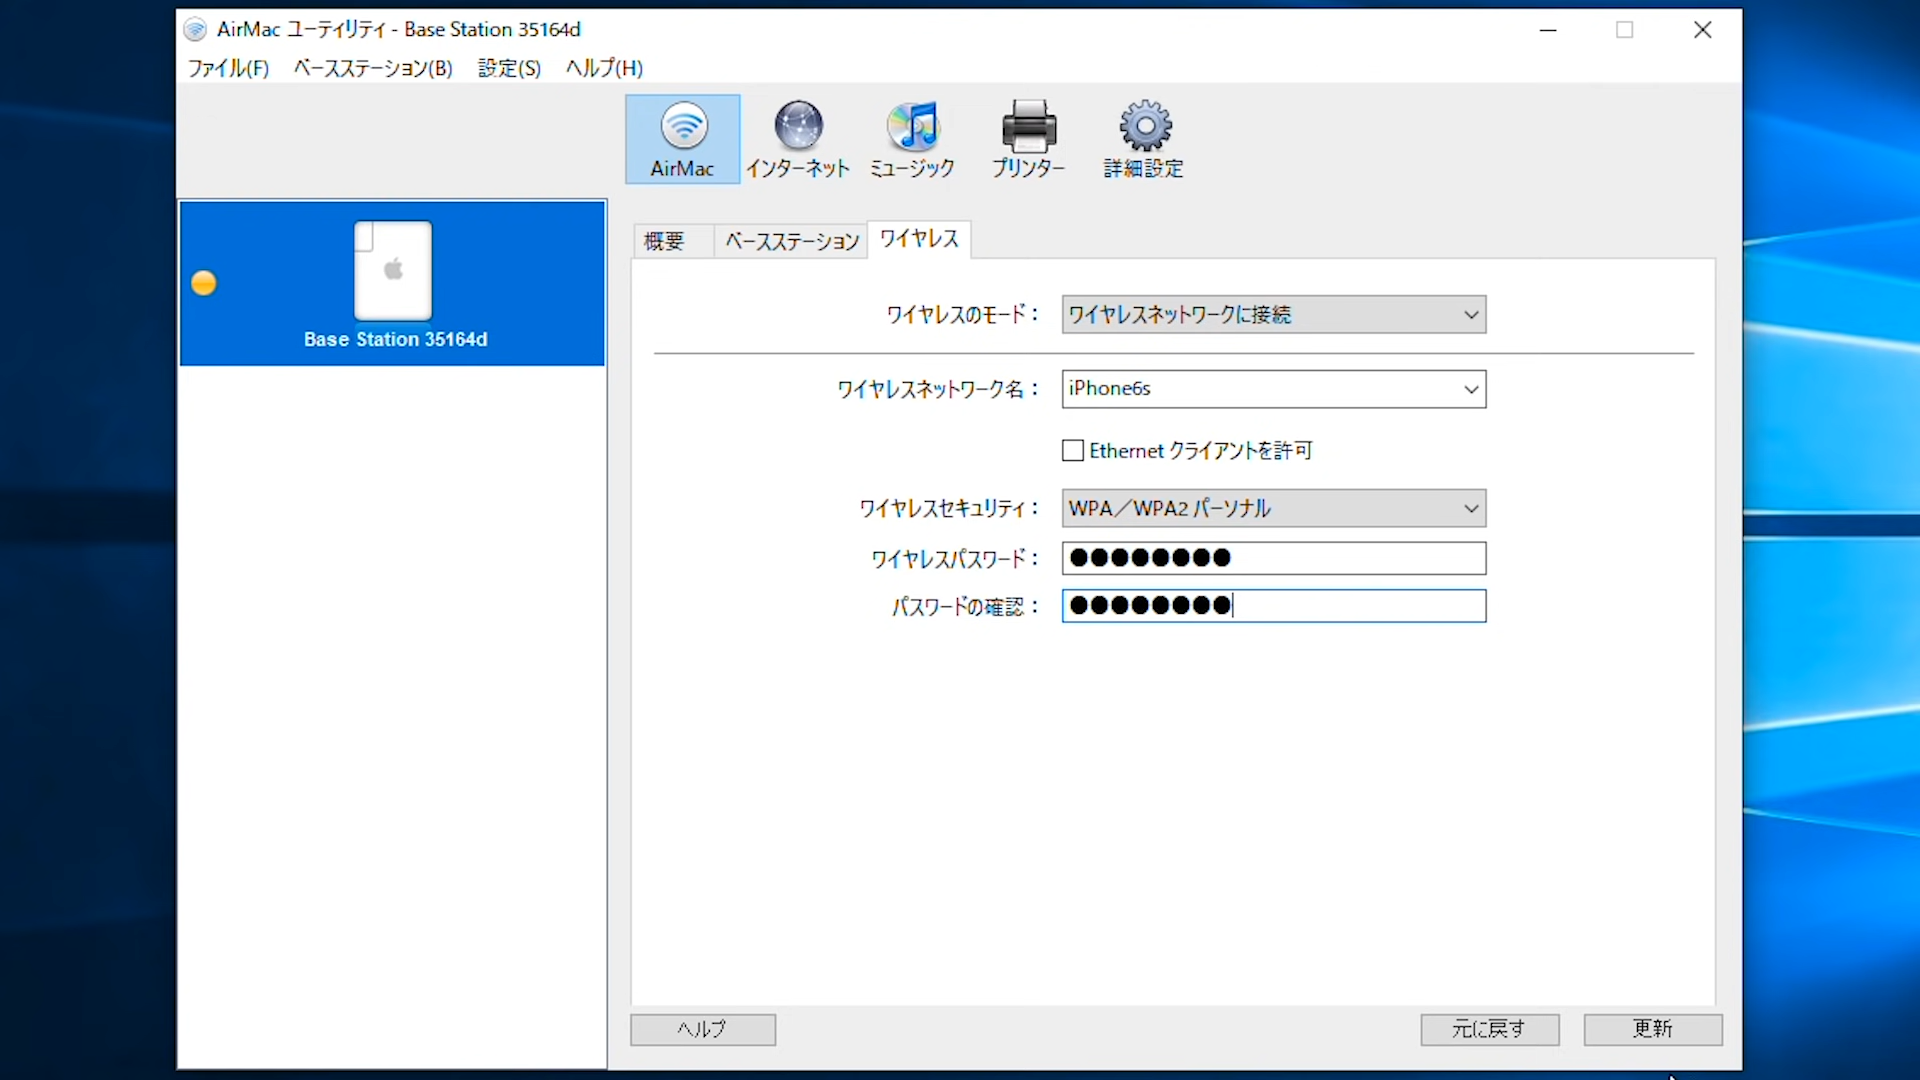 AirMac ユーティリティ - Base Station 35164d
ファイル(F) ベースステーション(B) 設定(S) ヘルプ(H)
AirMac インターネット ミュージック プリンター 詳細設定
Base Station 35164d
概要 ベースステーション ワイヤレス
ワイヤレスのモード： ワイヤレスネットワークに接続
ワイヤレスネットワーク名： iPhone6s
Ethernet クライアントを許可
ワイヤレスセキュリティ： WPA／WPA2 パーソナル
ワイヤレスパスワード： ●●●●●●●●
パスワードの確認： ●●●●●●●●
ヘルプ 元に戻す 更新